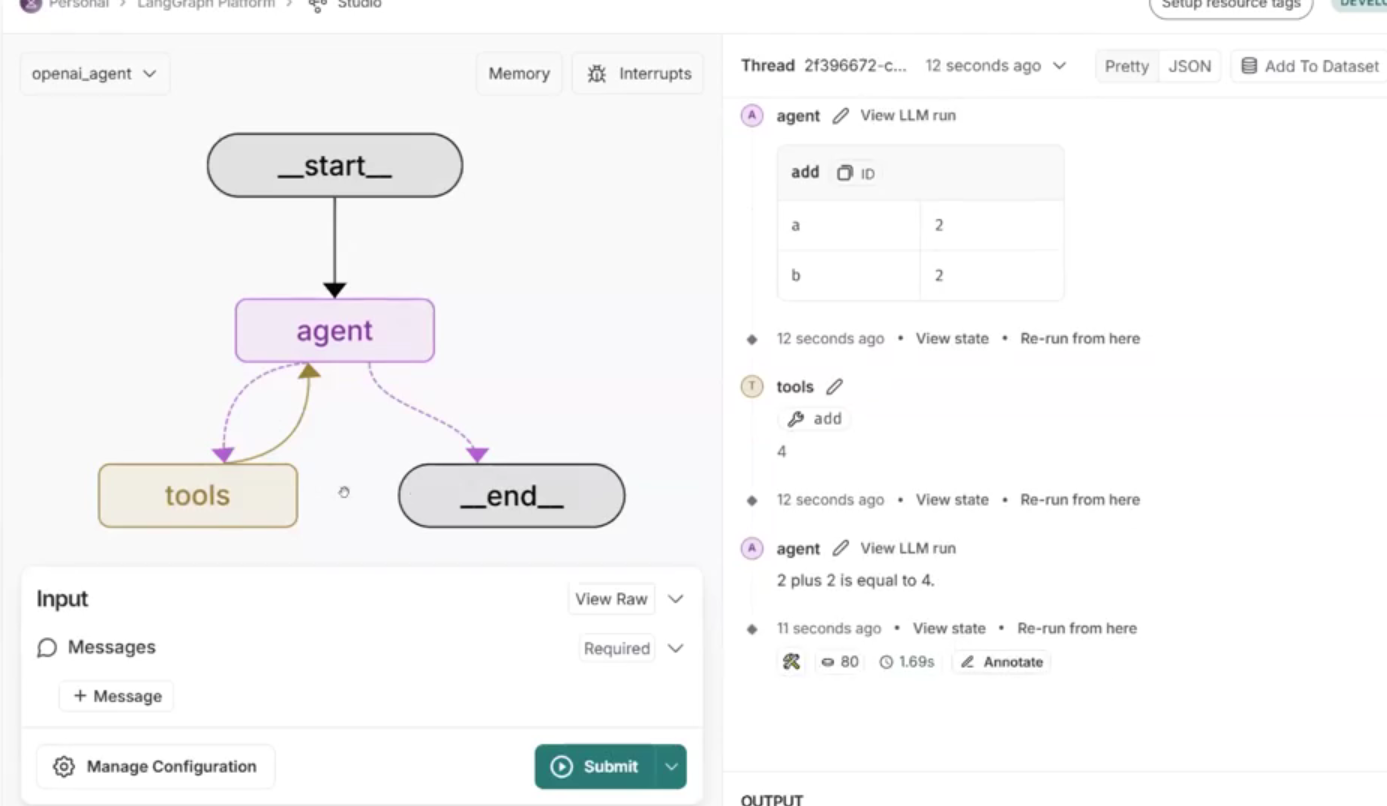 Personal > LangGraph Platform > Studio
Setup resource tags
openai_agent
Memory
Interrupts
__start__
agent
tools
__end__
Input
View Raw
Messages
Required
+ Message
Manage Configuration
Submit
Thread 2f396672-c... 12 seconds ago
Pretty JSON
Add To Dataset
A agent View LLM run
add ID
a 2
b 2
12 seconds ago • View state • Re-run from here
T tools
add
4
12 seconds ago • View state • Re-run from here
A agent View LLM run
2 plus 2 is equal to 4.
11 seconds ago • View state • Re-run from here
80 1.69s Annotate
OUTPUT